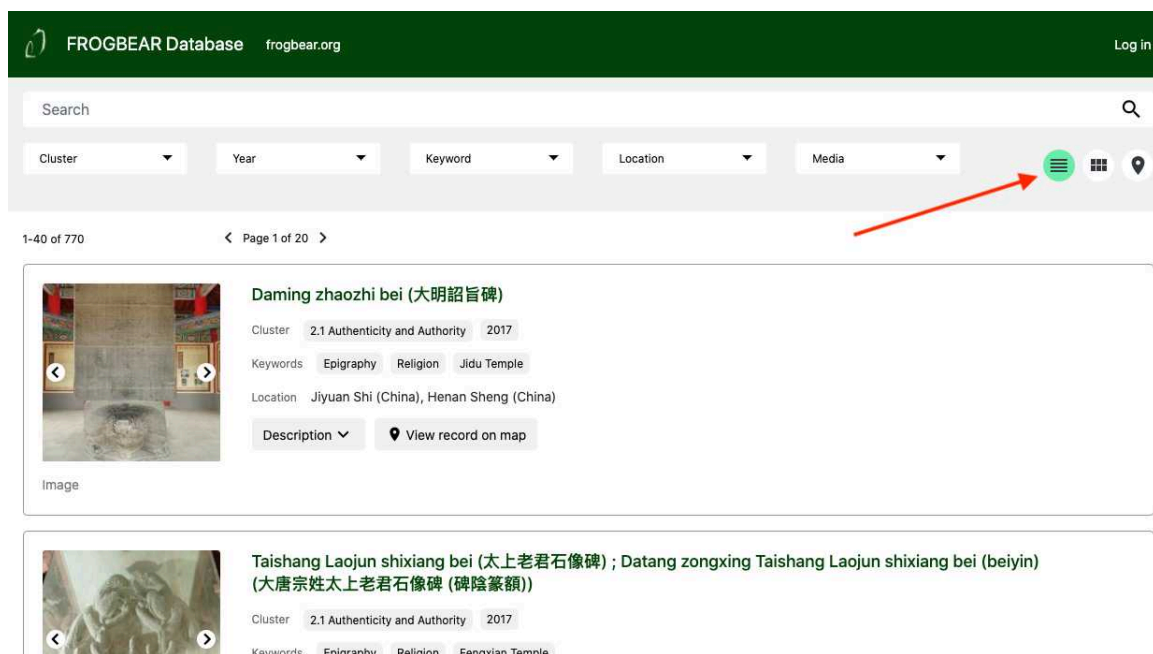 FROGBEAR Database frogbear.org Log in
Search
Cluster Year Keyword Location Media
1-40 of 770 Page 1 of 20
Daming zhaozhi bei (大明詔旨碑)
Cluster 2.1 Authenticity and Authority 2017
Keywords Epigraphy Religion Jidu Temple
Location Jiyuan Shi (China), Henan Sheng (China)
Description View record on map
Image
Taishang Laojun shixiang bei (太上老君石像碑) ; Datang zongxing Taishang Laojun shixiang bei (beiyin)
(大唐宗姓太上老君石像碑 (碑陰篆額))
Cluster 2.1 Authenticity and Authority 2017
Keywords Epigraphy Religion Fengxian Temple